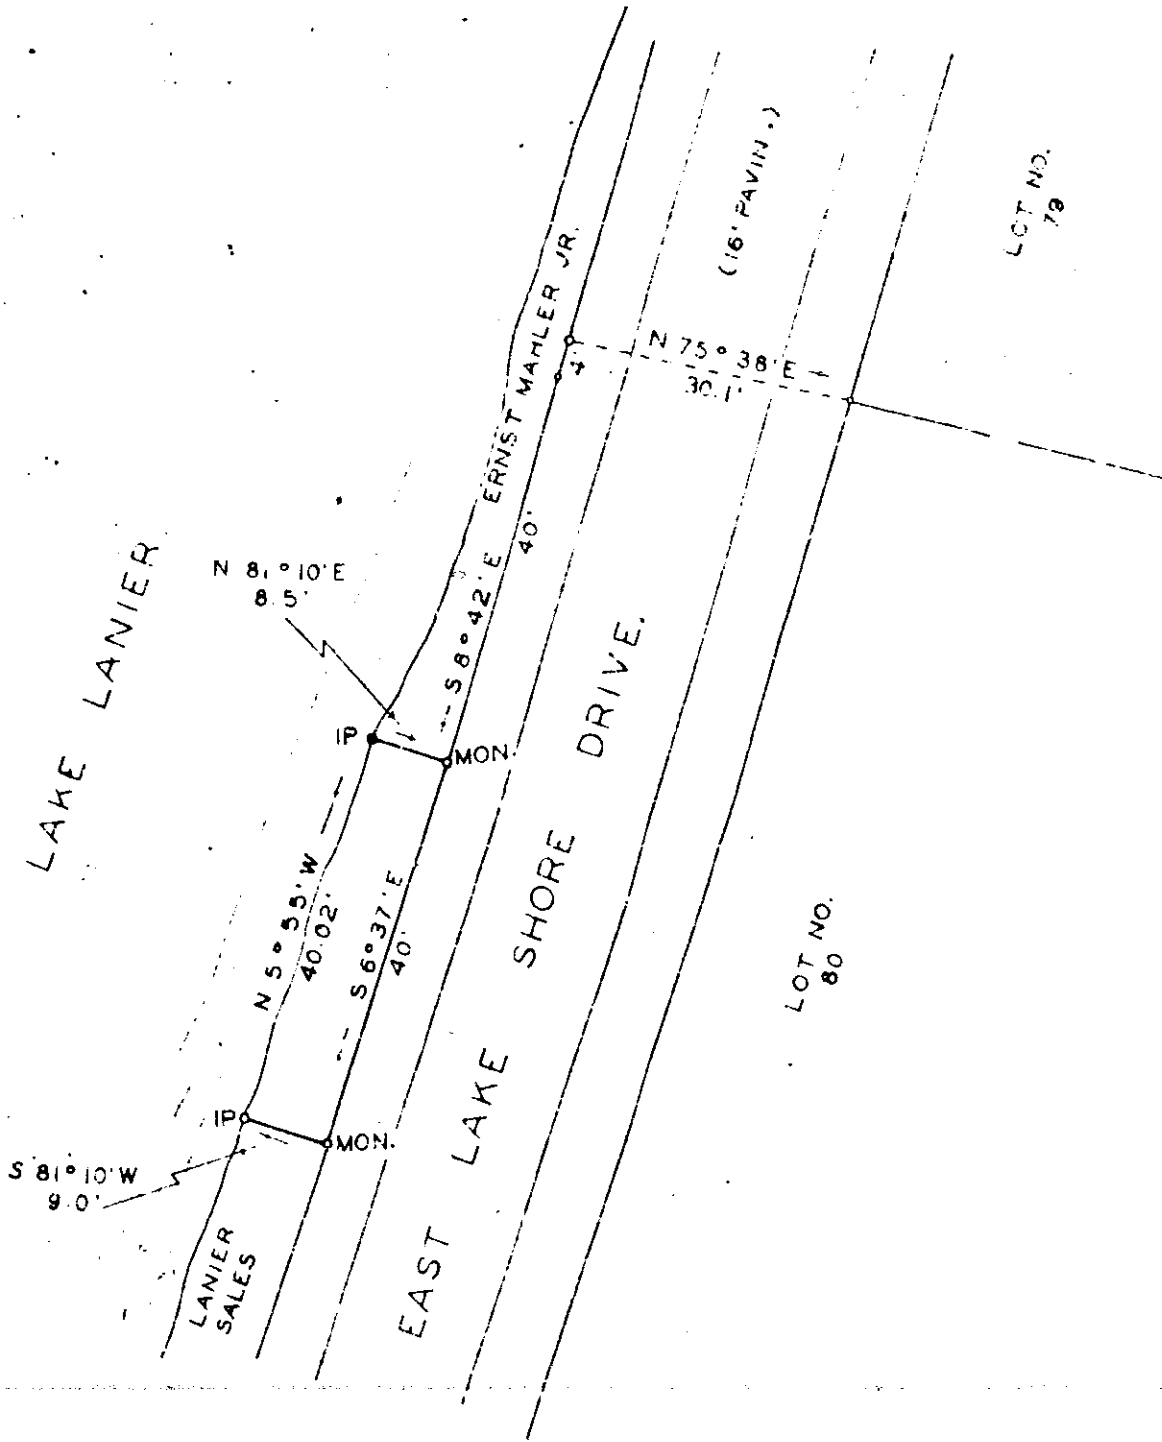 (16' PAVIN.)
LOT NO.
ERNST MAHLER JR.
4'
N 75° 38' E
30.1'
40'
S 8° 42' E
N 81° 10' E
8.5'
LAKE LANIER
IP
MON.
N 5° 55' W
40.02'
S 6° 37' E
40'
EAST LAKE SHORE DRIVE.
LOT NO.
80
IP
MON.
S 81° 10' W
9.0'
LANIER
SALES